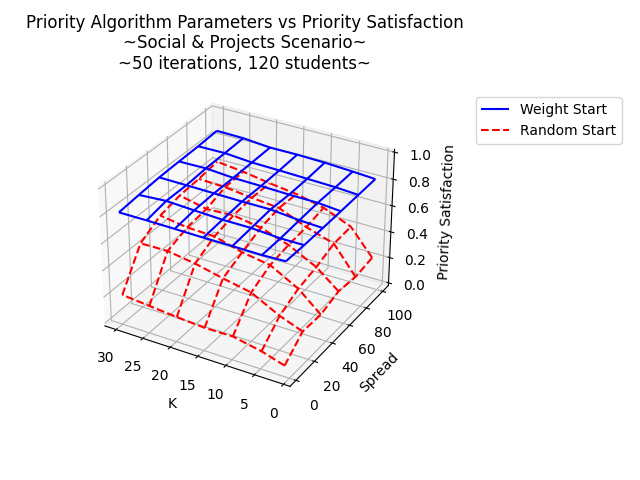 Priority Algorithm Parameters vs Priority Satisfaction
~Social & Projects Scenario~
~50 iterations, 120 students~
Weight Start
Random Start
1.0
0.8
0.6
0.4
0.2
0.0
Priority Satisfaction
100
80
60
40
20
0
Spread
30
25
20
15
10
5
0
K